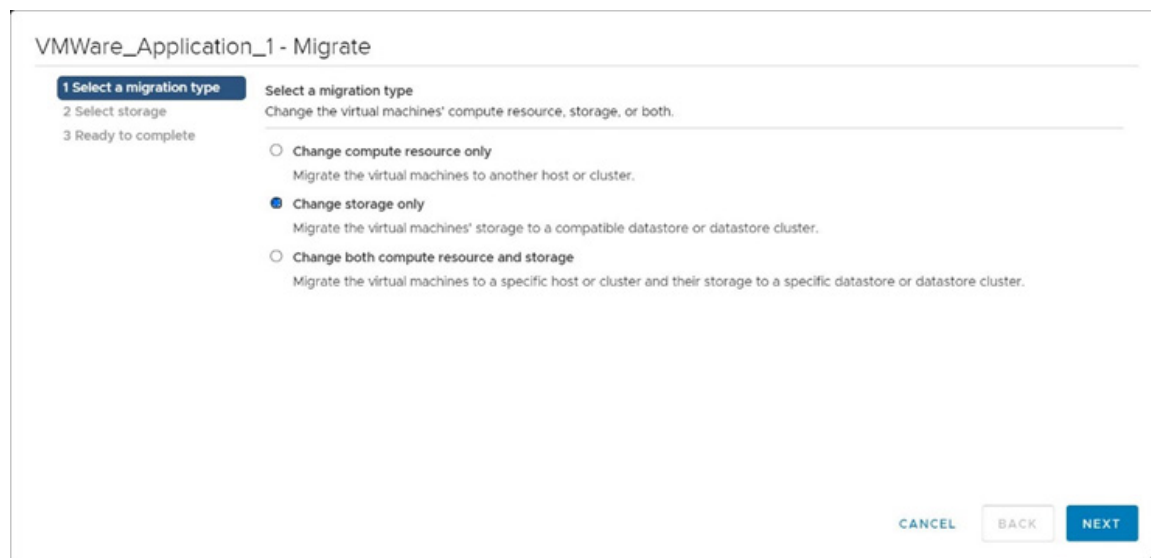 VMWare_Application_1 - Migrate
1 Select a migration type
2 Select storage
3 Ready to complete
Select a migration type
Change the virtual machines' compute resource, storage, or both.
Change compute resource only
Migrate the virtual machines to another host or cluster.
Change storage only
Migrate the virtual machines' storage to a compatible datastore or datastore cluster.
Change both compute resource and storage
Migrate the virtual machines to a specific host or cluster and their storage to a specific datastore or datastore cluster.
CANCEL
BACK
NEXT